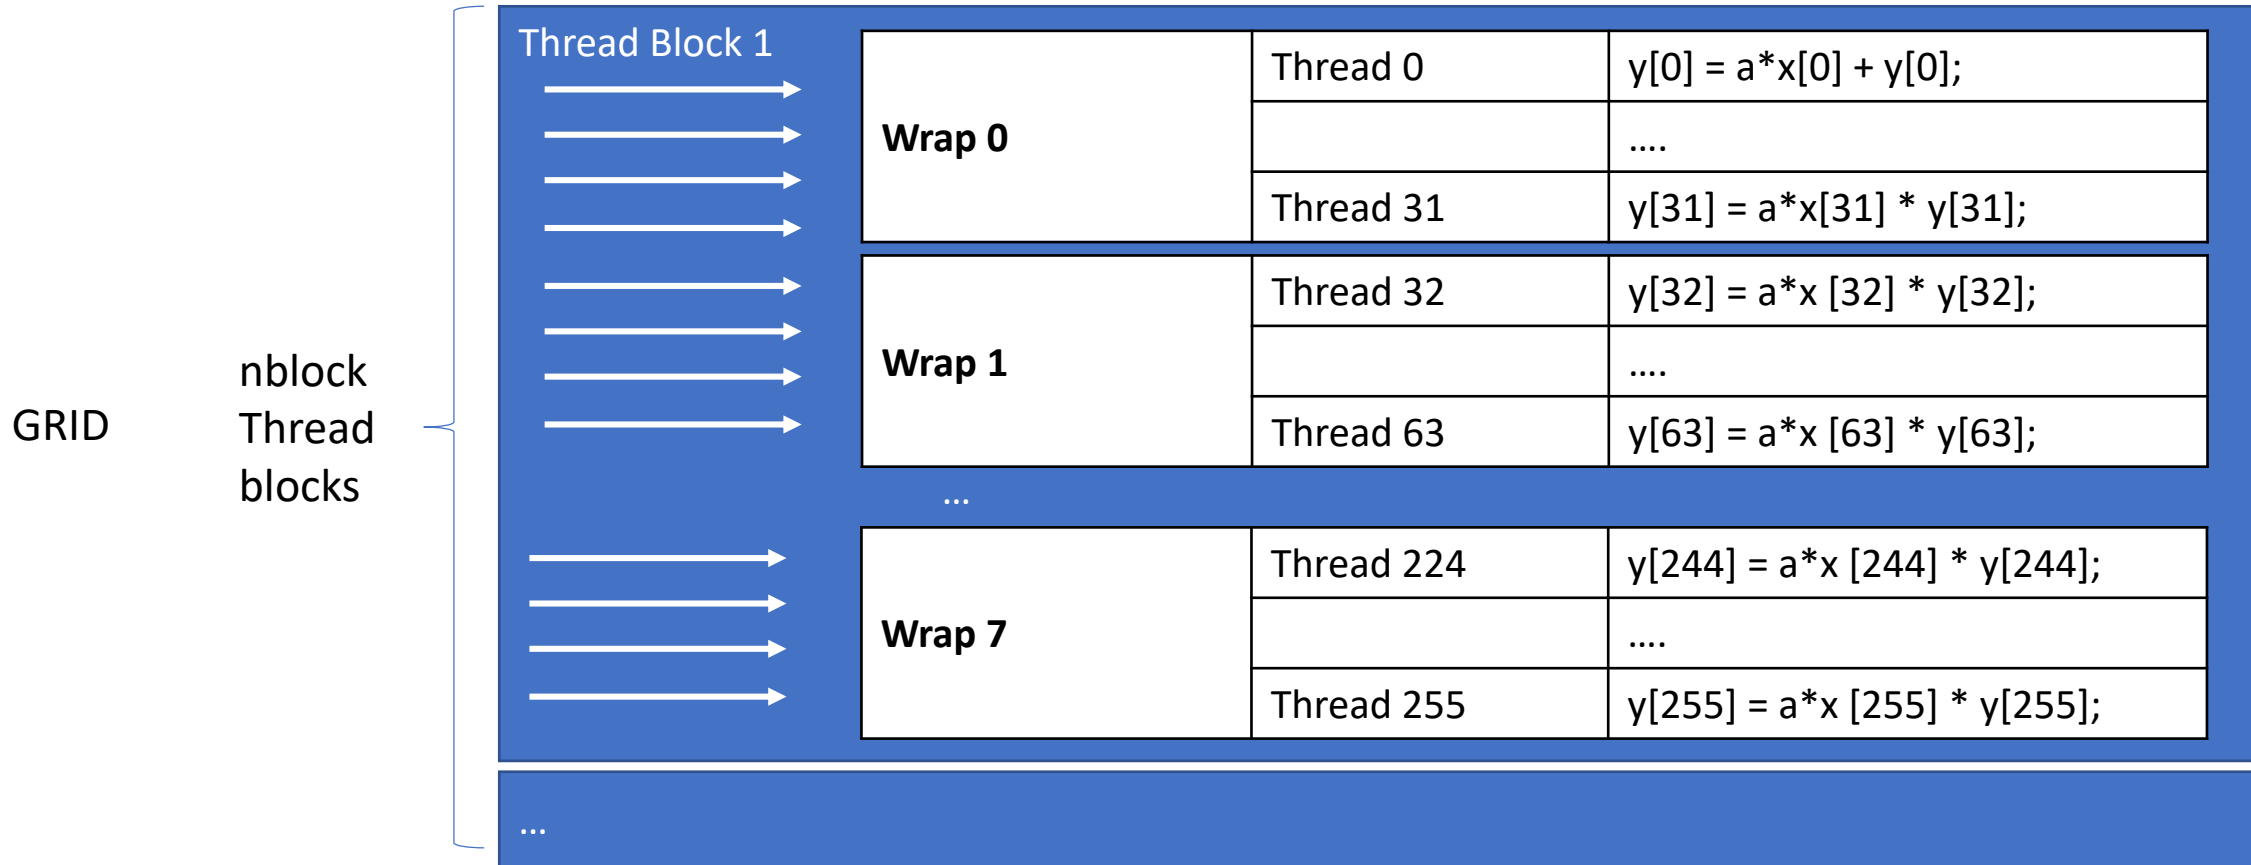 GRID
nblock
Thread
blocks
Thread Block 1
Wrap 0
Thread 0
y[0] = a*x[0] + y[0];
....
Thread 31
y[31] = a*x[31] * y[31];
Wrap 1
Thread 32
y[32] = a*x [32] * y[32];
....
Thread 63
y[63] = a*x [63] * y[63];
...
Wrap 7
Thread 224
y[244] = a*x [244] * y[244];
....
Thread 255
y[255] = a*x [255] * y[255];
...